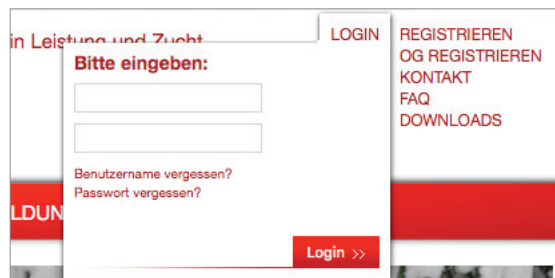 in Leistung und Zucht
LOGIN
REGISTRIEREN
OG REGISTRIEREN
KONTAKT
FAQ
DOWNLOADS
Bitte eingeben:
Benutzername vergessen?
Passwort vergessen?
LDUN
Login >>